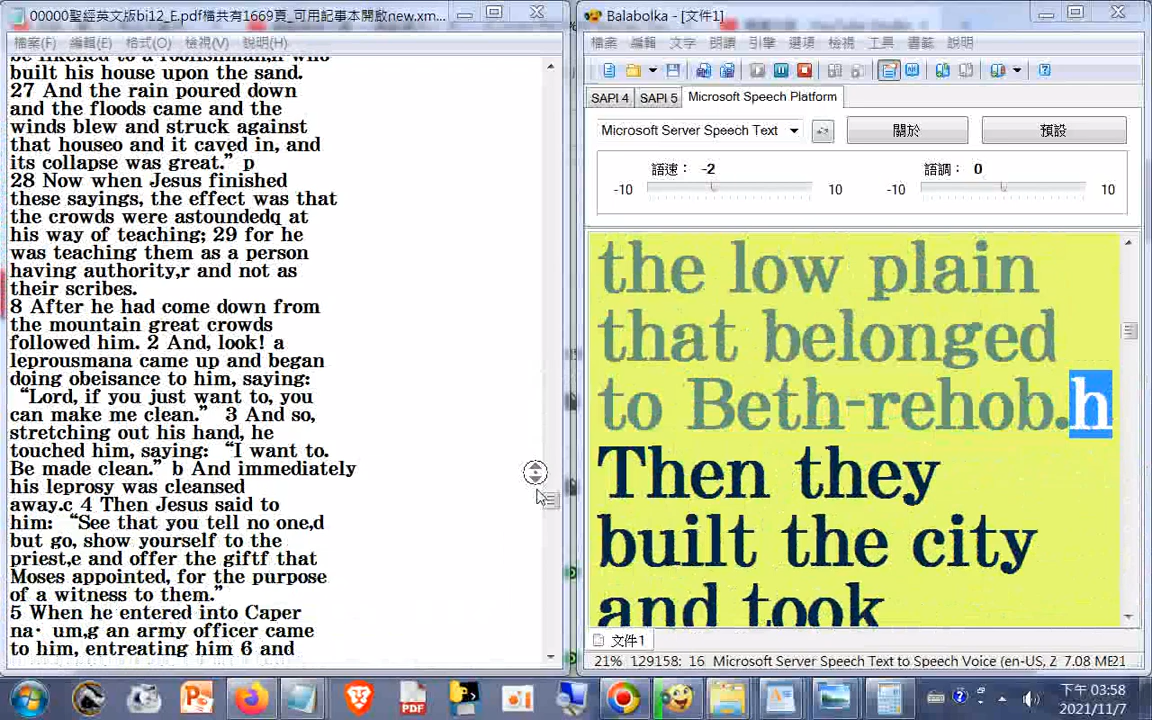 00000聖經英文版bi12_E.pdf檔共有1669頁_可用記事本開啟new.xm...
檔案(F) 編輯(E) 格式(O) 檢視(V) 說明(H)
built his house upon the sand.
27 And the rain poured down
and the floods came and the
winds blew and struck against
that houseo and it caved in, and
its collapse was great.” p
28 Now when Jesus finished
these sayings, the effect was that
the crowds were astoundedq at
his way of teaching; 29 for he
was teaching them as a person
having authority,r and not as
their scribes.
8 After he had come down from
the mountain great crowds
followed him. 2 And, look! a
leprousmana came up and began
doing obeisance to him, saying:
“Lord, if you just want to, you
can make me clean.” 3 And so,
stretching out his hand, he
touched him, saying: “I want to.
Be made clean.” b And immediately
his leprosy was cleansed
away.c 4 Then Jesus said to
him: “See that you tell no one,d
but go, show yourself to the
priest,e and offer the giftf that
Moses appointed, for the purpose
of a witness to them.”
5 When he entered into Caper
na· um,g an army officer came
to him, entreating him 6 and
Balabolka - [文件1]
檔案 編輯 文字 朗讀 引擎 選項 檢視 工具 書籤 說明
SAPI 4 SAPI 5 Microsoft Speech Platform
Microsoft Server Speech Text 關於 預設
語速： -2 語調： 0
-10 10 -10 10
the low plain
that belonged
to Beth-rehob.h
Then they
built the city
and took
文件1
21% 129158: 16 Microsoft Server Speech Text to Speech Voice (en-US, Z 7.08 ME21
PDF
下午 03:58
2021/11/7